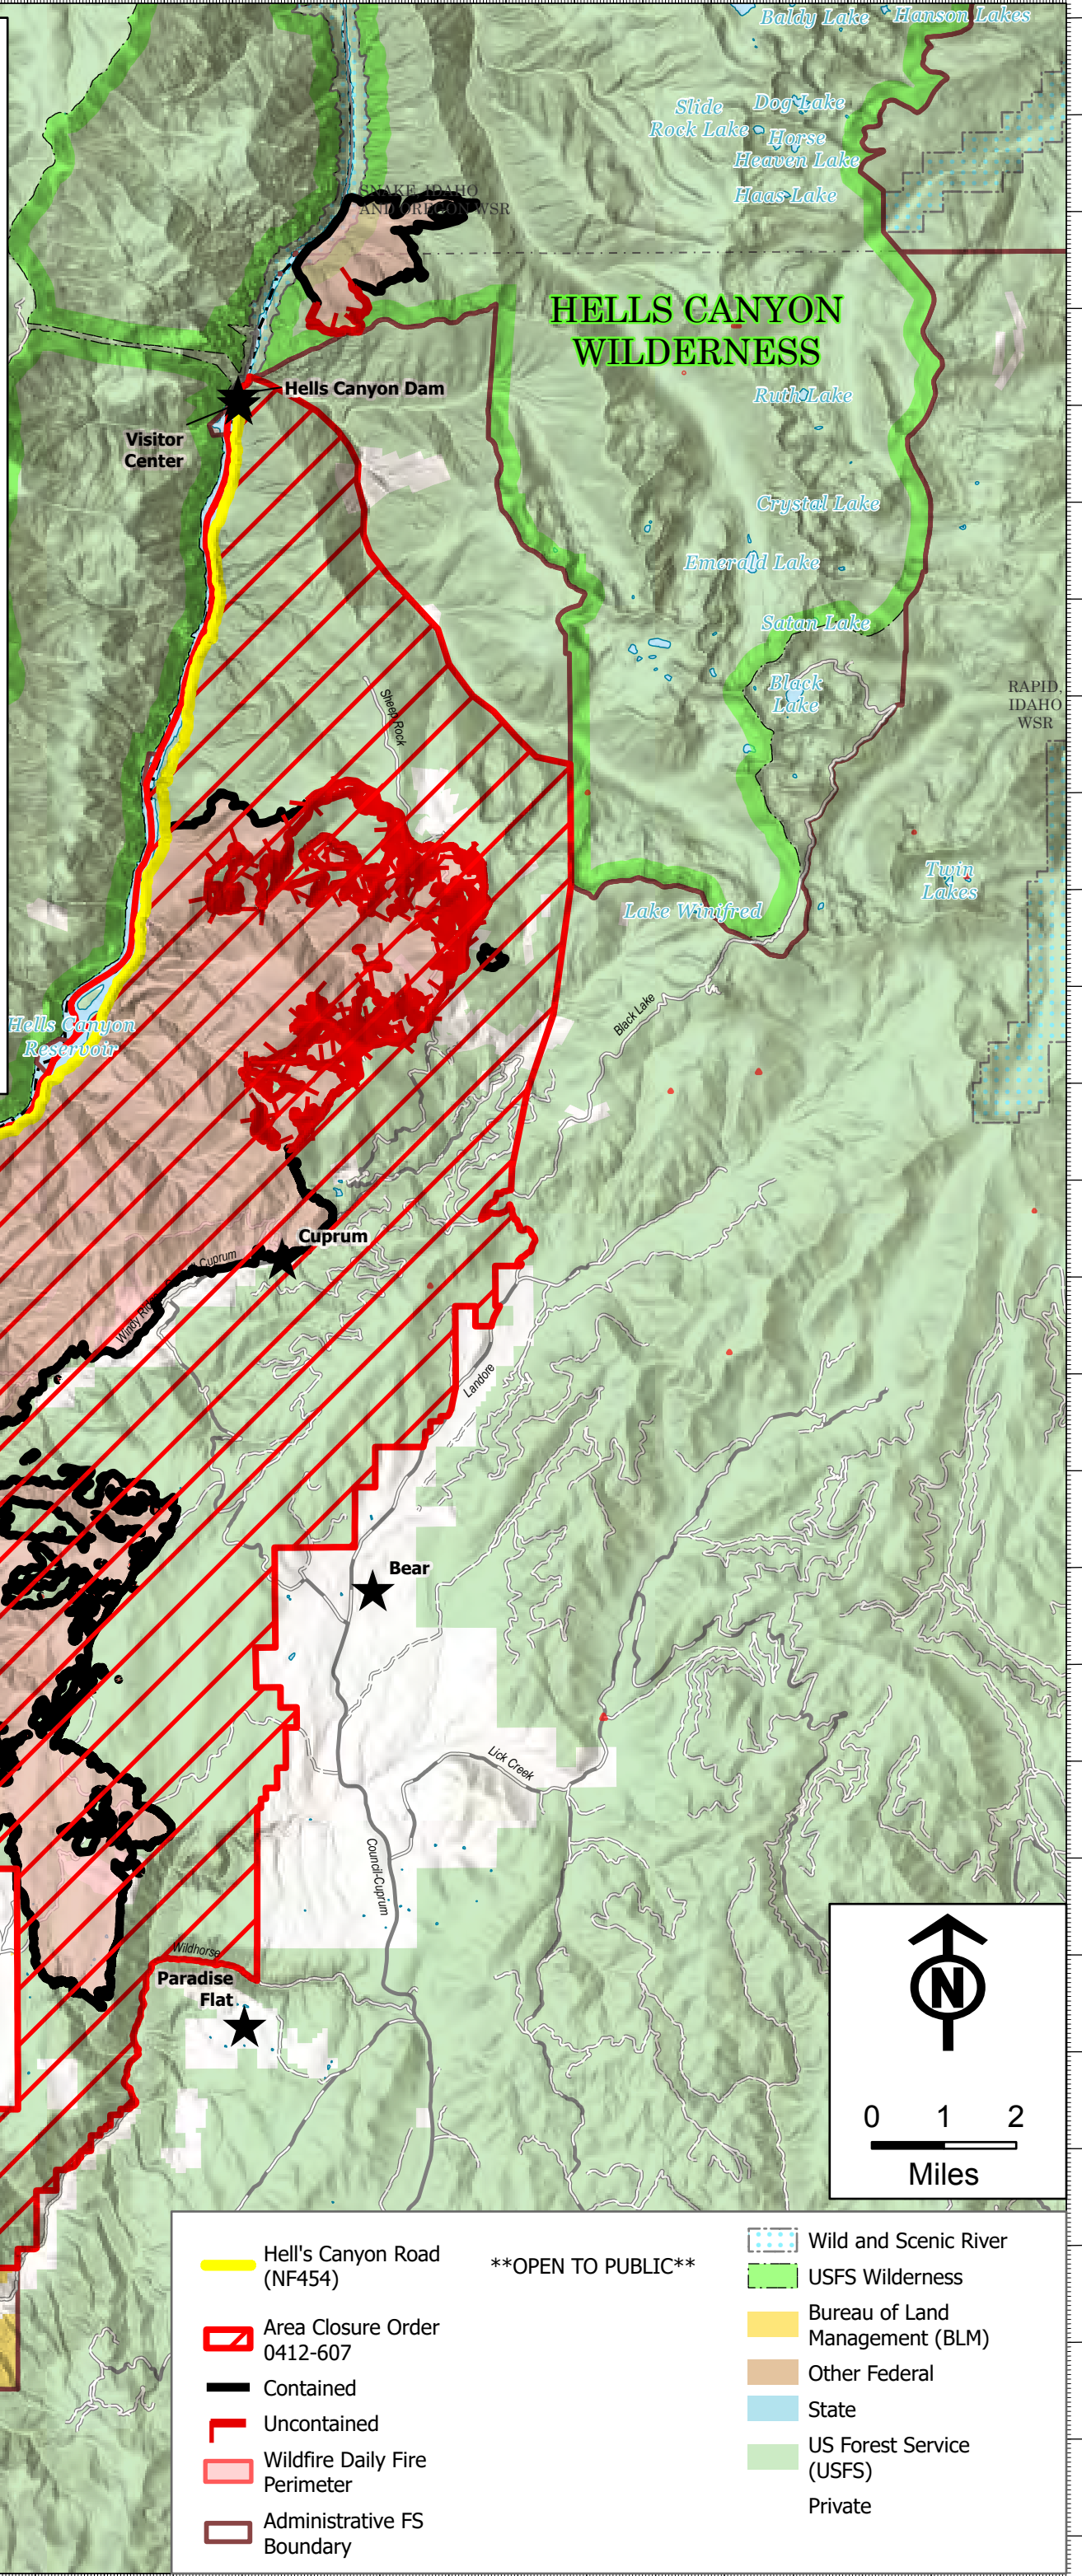 Baldy Lake
Hanson Lakes
Slide
Rock Lake
Dog Lake
Horse
Heaven Lake
Haas Lake
SNAKE, IDAHO
AND OREGON WSR
HELLS CANYON
WILDERNESS
Hells Canyon Dam
Visitor
Center
Ruth Lake
Crystal Lake
Emerald Lake
Satan Lake
Black
Lake
RAPID,
IDAHO
WSR
Sheep Rock
Twin
Lakes
Lake Winifred
Black Lake
Hells Canyon
Reservoir
Cuprum
Cuprum
Landore
Bear
Lick Creek
Council-Cuprum
Wildhorse
Paradise
Flat
N
0 1 2
Miles
Hell's Canyon Road
(NF454)
**OPEN TO PUBLIC**
Area Closure Order
0412-607
Contained
Uncontained
Wildfire Daily Fire
Perimeter
Administrative FS
Boundary
Wild and Scenic River
USFS Wilderness
Bureau of Land
Management (BLM)
Other Federal
State
US Forest Service
(USFS)
Private